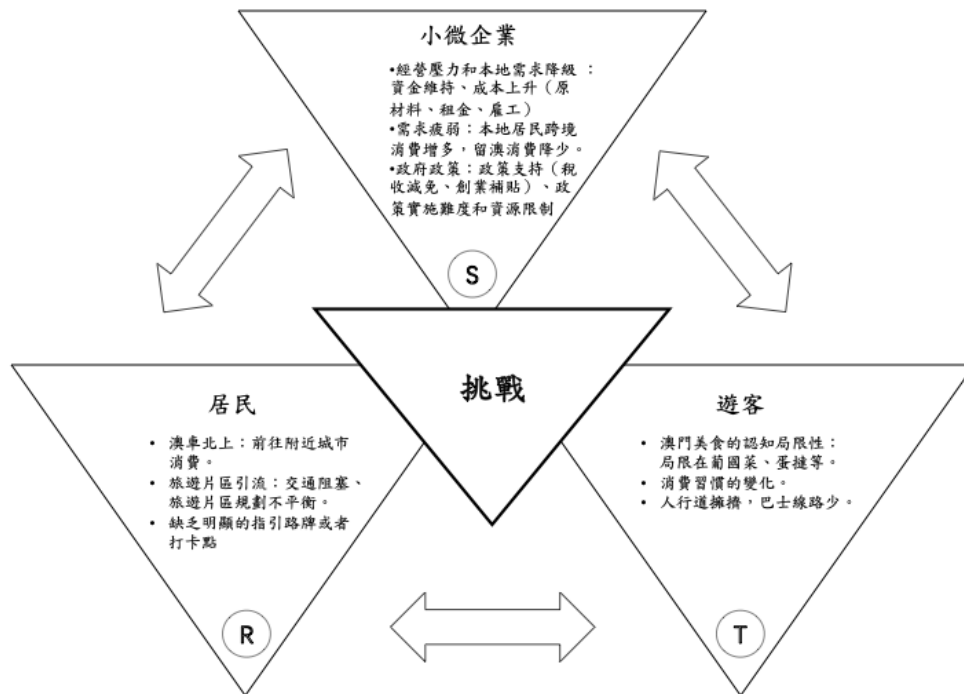 小微企業
•經營壓力和本地需求降級：
資金維持、成本上升（原
材料、租金、雇工）
•需求疲弱：本地居民跨境
消費增多，留澳消費降少。
•政府政策：政策支持（稅
收減免、創業補貼）、政
策實施難度和資源限制
S
挑戰
居民
• 澳車北上：前往附近城市
消費。
• 旅遊片區引流：交通阻塞、
旅遊片區規劃不平衡。
• 缺乏明顯的指引路牌或者
打卡點
R
遊客
• 澳門美食的認知局限性：
局限在葡國菜、蛋撻等。
• 消費習慣的變化。
• 人行道擁擠，巴士線路少。
T